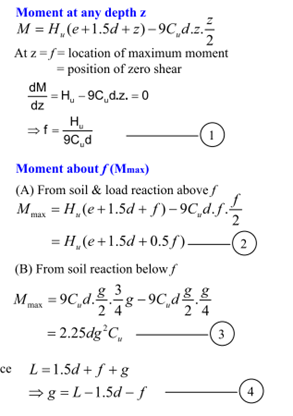 Moment at any depth z
M = H_u(e+1.5d+z)−9C_u d.z.z/2
At z = f = location of maximum moment
= position of zero shear
dM/dz = H_u − 9C_u d.z. = 0
⇒ f = H_u/9C_u d 1
Moment about f (Mmax)
(A) From soil & load reaction above f
M_max = H_u(e+1.5d+f)−9C_u d.f.f/2
= H_u(e+1.5d+0.5f) 2
(B) From soil reaction below f
M_max = 9C_u d.g/2.3/4 g−9C_u d g/2.g/4
= 2.25dg²C_u 3
ce L = 1.5d + f + g
⇒ g = L−1.5d − f 4